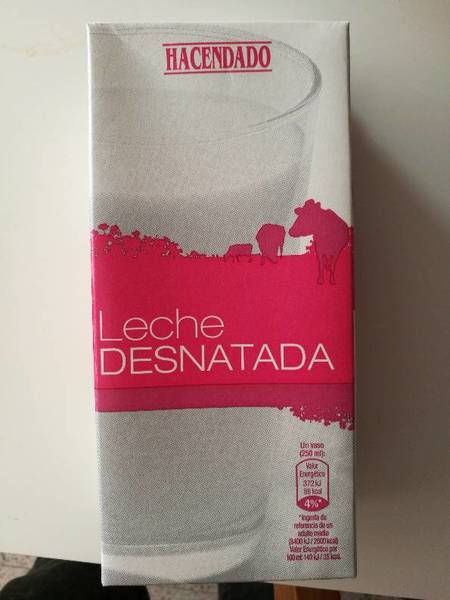 HACENDADO
Leche
DESNATADA
Un vaso
(250 ml):
Valor
Energético
372 kJ
88 kcal
4%*
*Ingesta de
referencia de un
adulto medio
(8400 kJ / 2000 kcal)
Valor Energético por
100 ml: 149 kJ / 35 kcal.